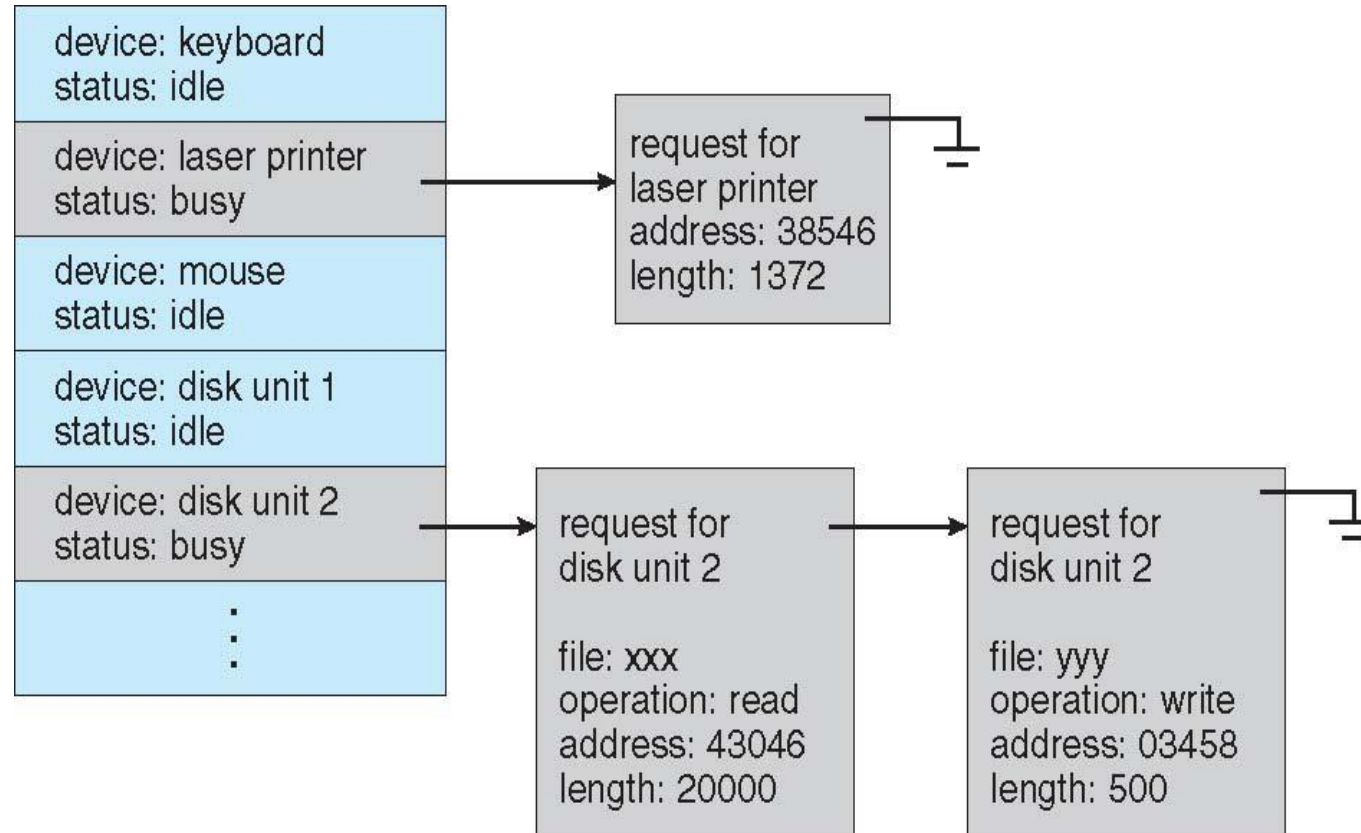 device: keyboard
status: idle
device: laser printer
status: busy
device: mouse
status: idle
device: disk unit 1
status: idle
device: disk unit 2
status: busy
request for
laser printer
address: 38546
length: 1372
request for
disk unit 2
file: xxx
operation: read
address: 43046
length: 20000
request for
disk unit 2
file: yyy
operation: write
address: 03458
length: 500